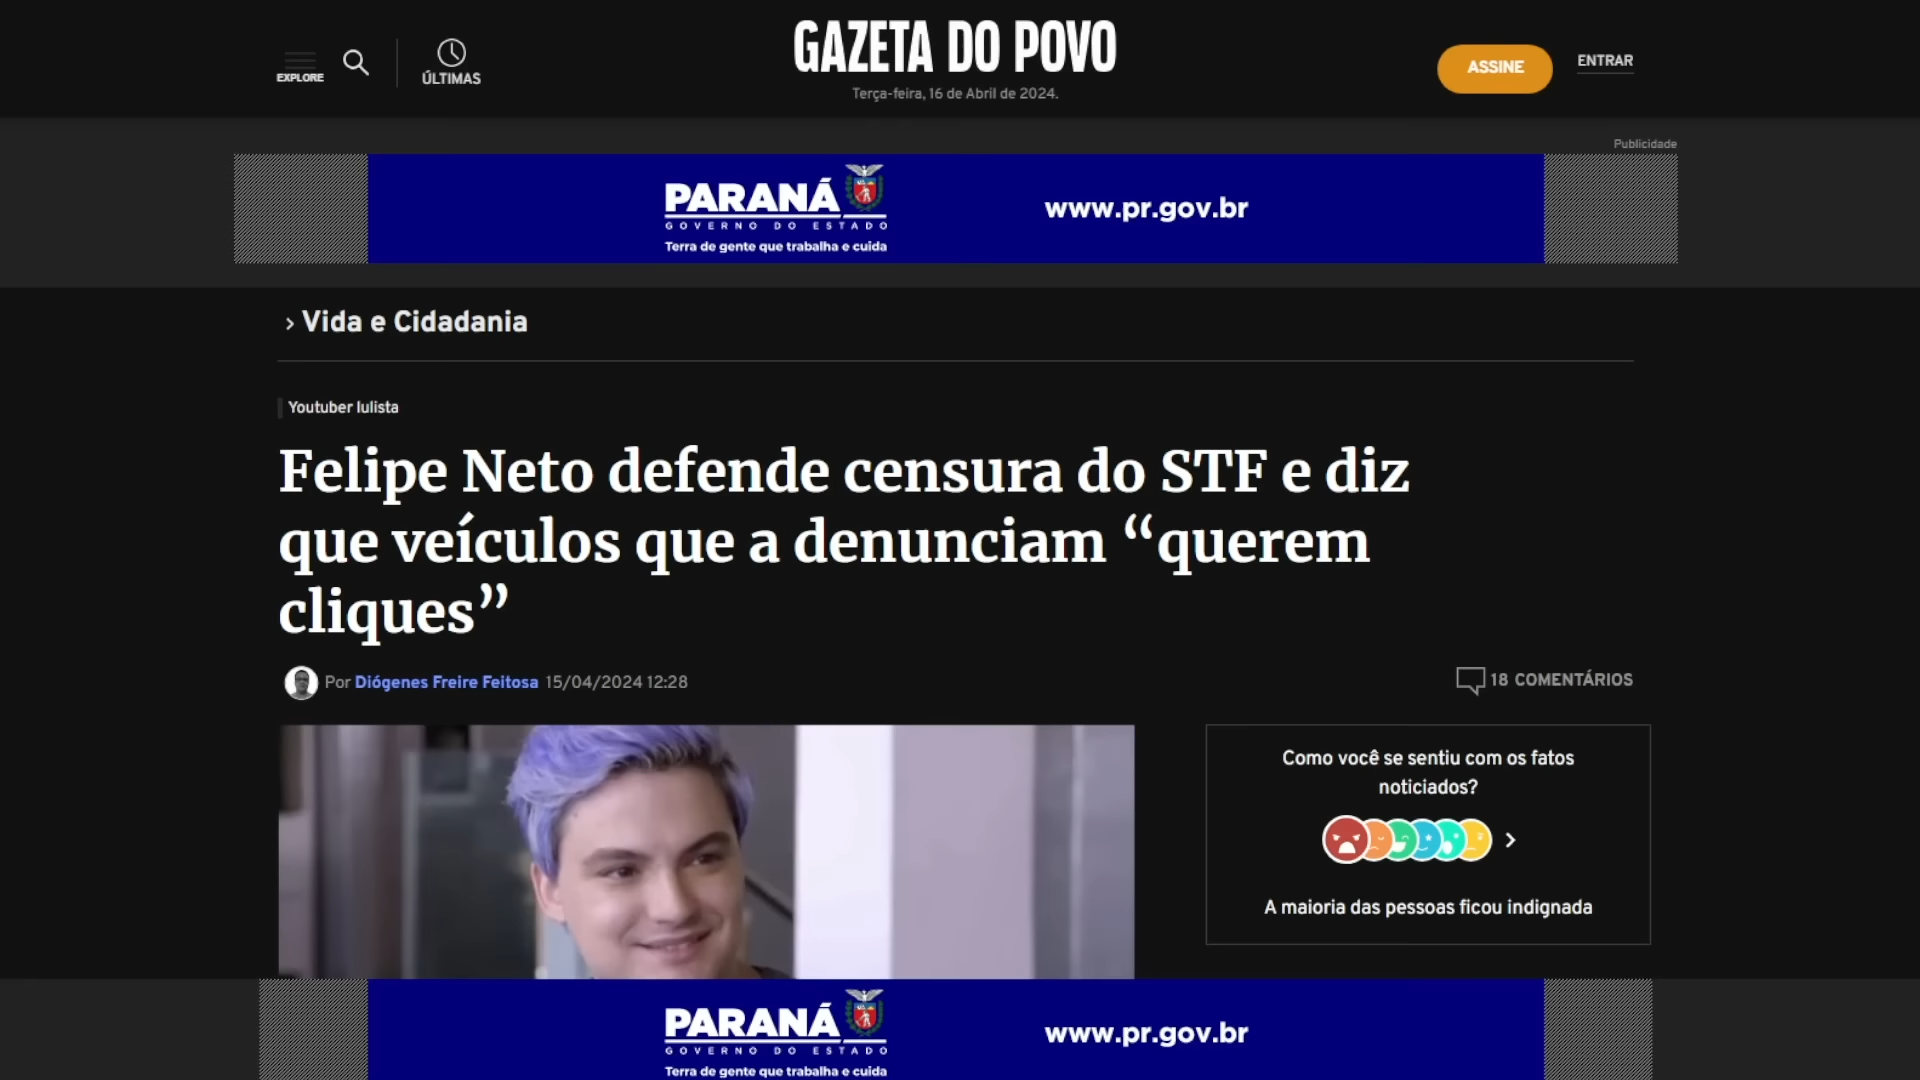 EXPLORE
ÚLTIMAS
GAZETA DO POVO
Terça-feira, 16 de Abril de 2024.
ASSINE
ENTRAR
Publicidade
PARANÁ
GOVERNO DO ESTADO
Terra de gente que trabalha e cuida
www.pr.gov.br
Vida e Cidadania
Youtuber lulista
Felipe Neto defende censura do STF e diz
que veículos que a denunciam “querem
cliques”
Por Diógenes Freire Feitosa 15/04/2024 12:28
18 COMENTÁRIOS
Como você se sentiu com os fatos
noticiados?
A maioria das pessoas ficou indignada
PARANÁ
GOVERNO DO ESTADO
Terra de gente que trabalha e cuida
www.pr.gov.br